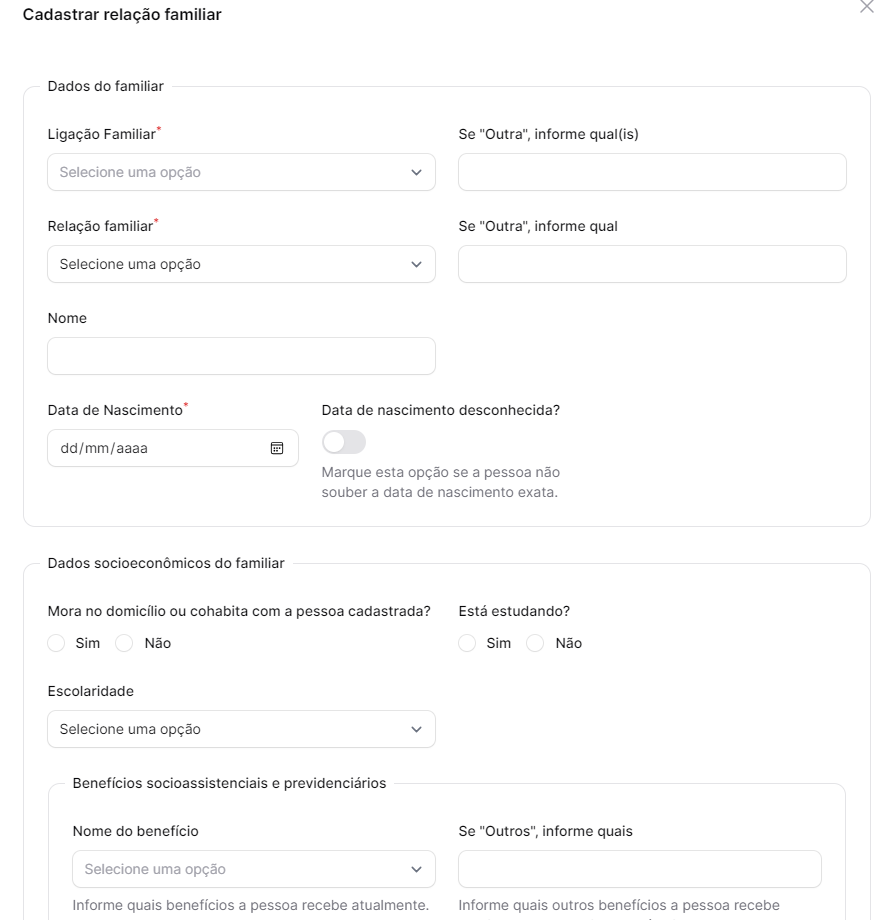 Cadastrar relação familiar
Dados do familiar
Ligação Familiar*
Se "Outra", informe qual(is)
Selecione uma opção
Relação familiar*
Se "Outra", informe qual
Selecione uma opção
Nome
Data de Nascimento*
Data de nascimento desconhecida?
dd/mm/aaaa
Marque esta opção se a pessoa não
souber a data de nascimento exata.
Dados socioeconômicos do familiar
Mora no domicílio ou cohabita com a pessoa cadastrada?
Está estudando?
Sim Não
Sim Não
Escolaridade
Selecione uma opção
Benefícios socioassistenciais e previdenciários
Nome do benefício
Se "Outros", informe quais
Selecione uma opção
Informe quais benefícios a pessoa recebe atualmente.
Informe quais outros benefícios a pessoa recebe